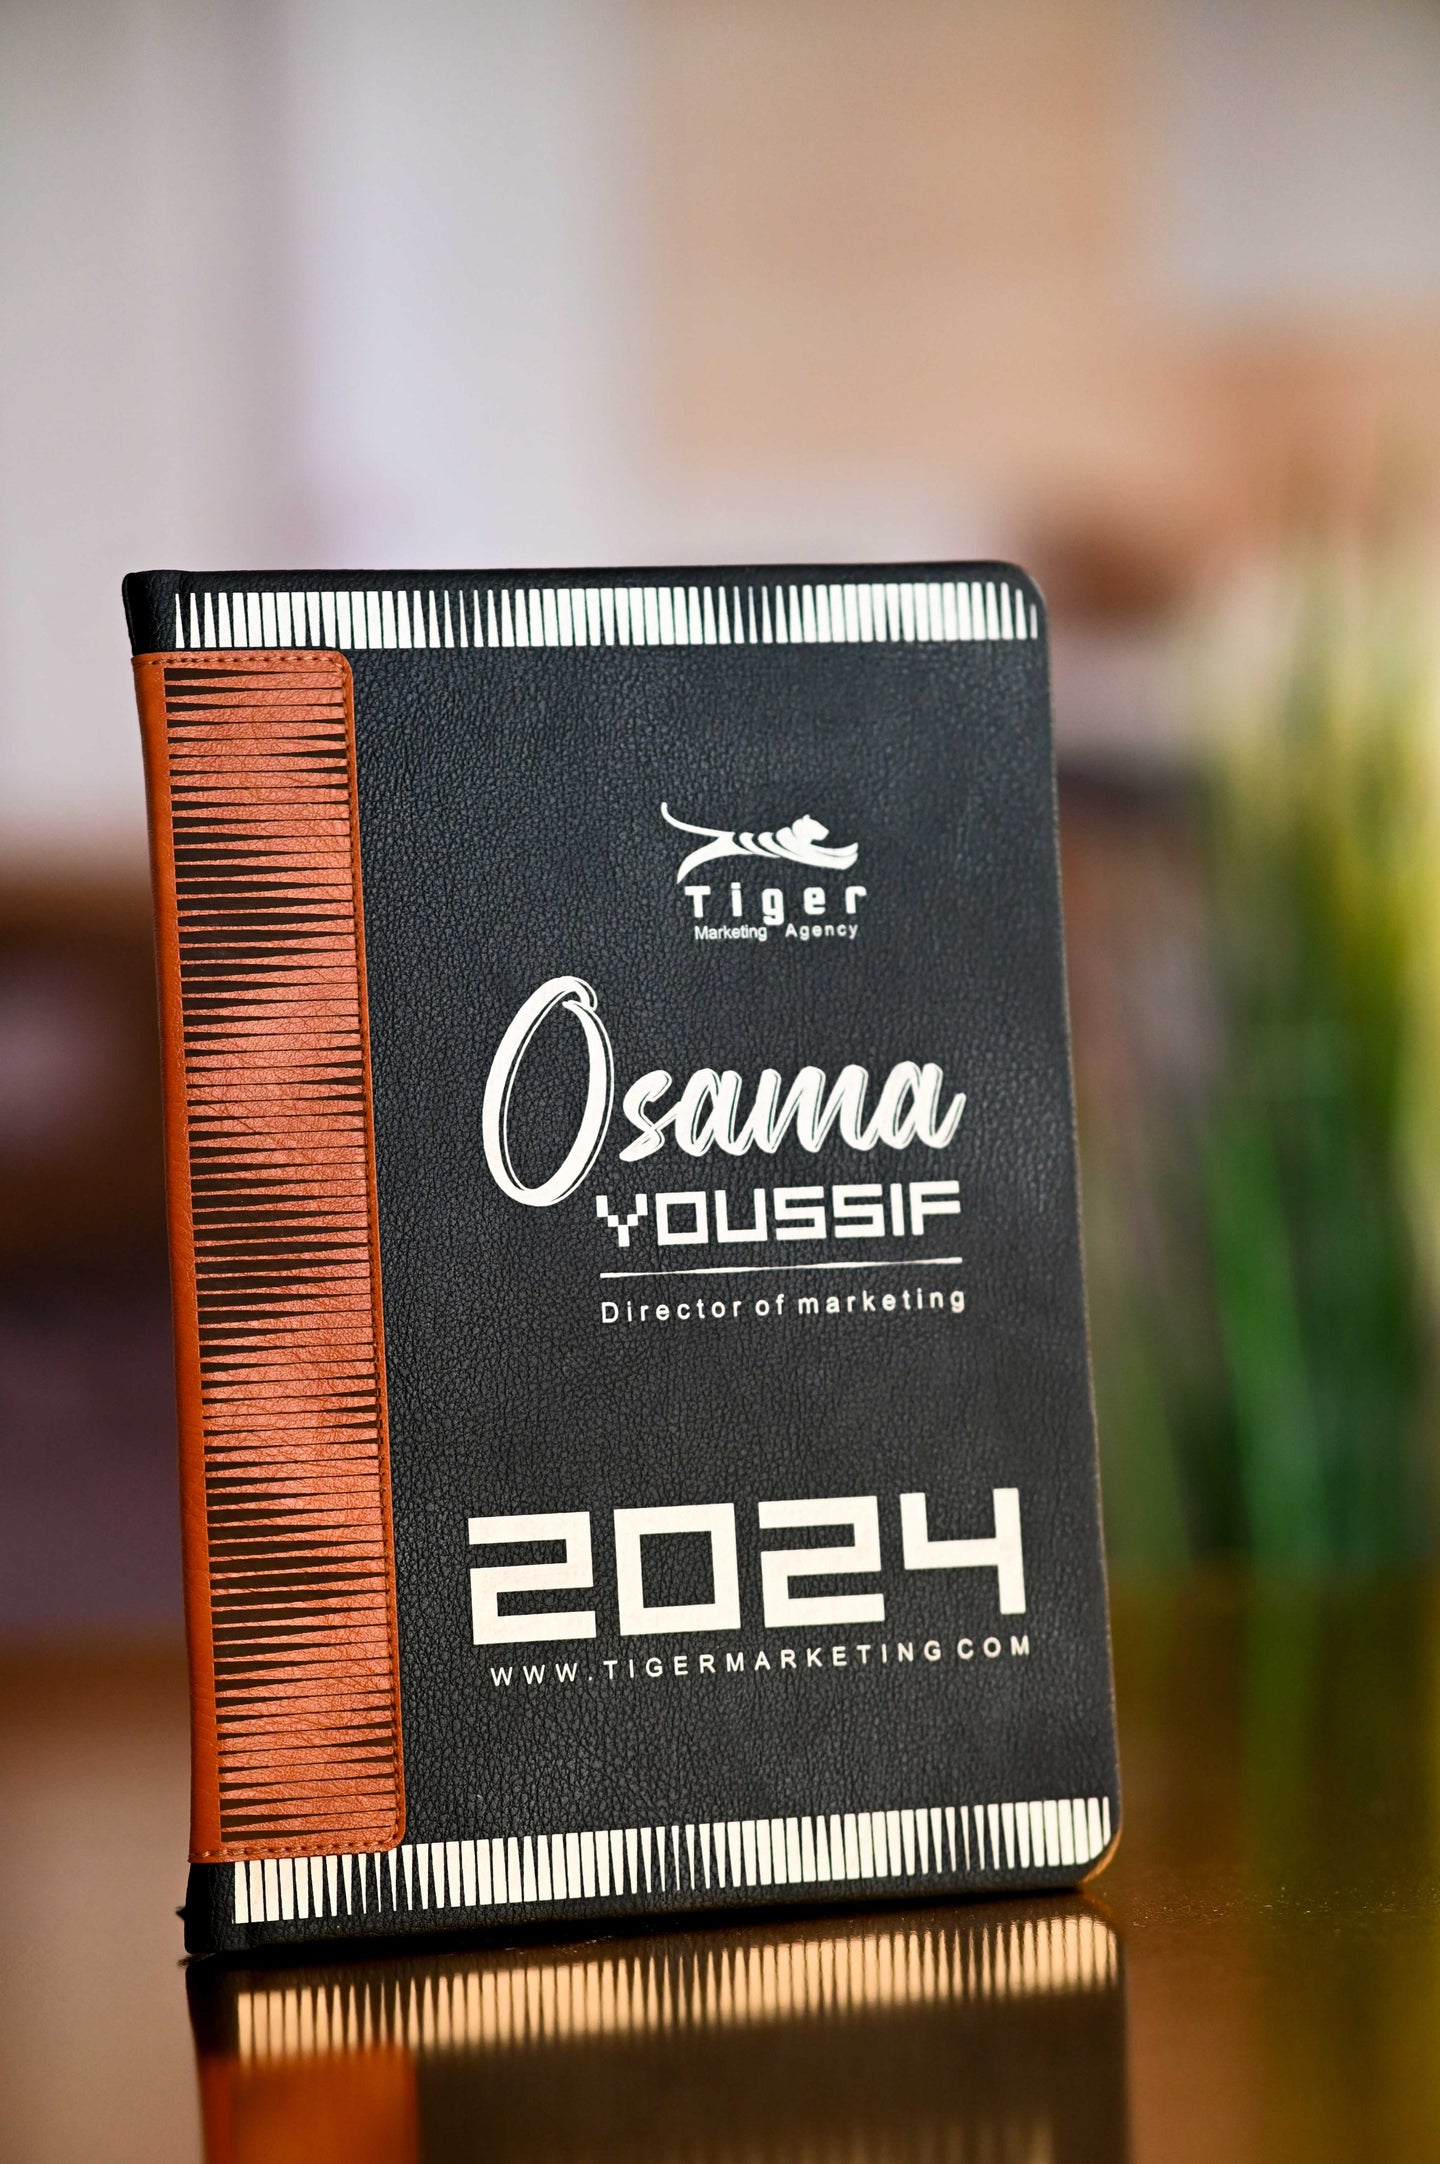 Tiger
Marketing Agency
Osama
YOUSSIF
Director of marketing
2024
WWW.TIGERMARKETING COM